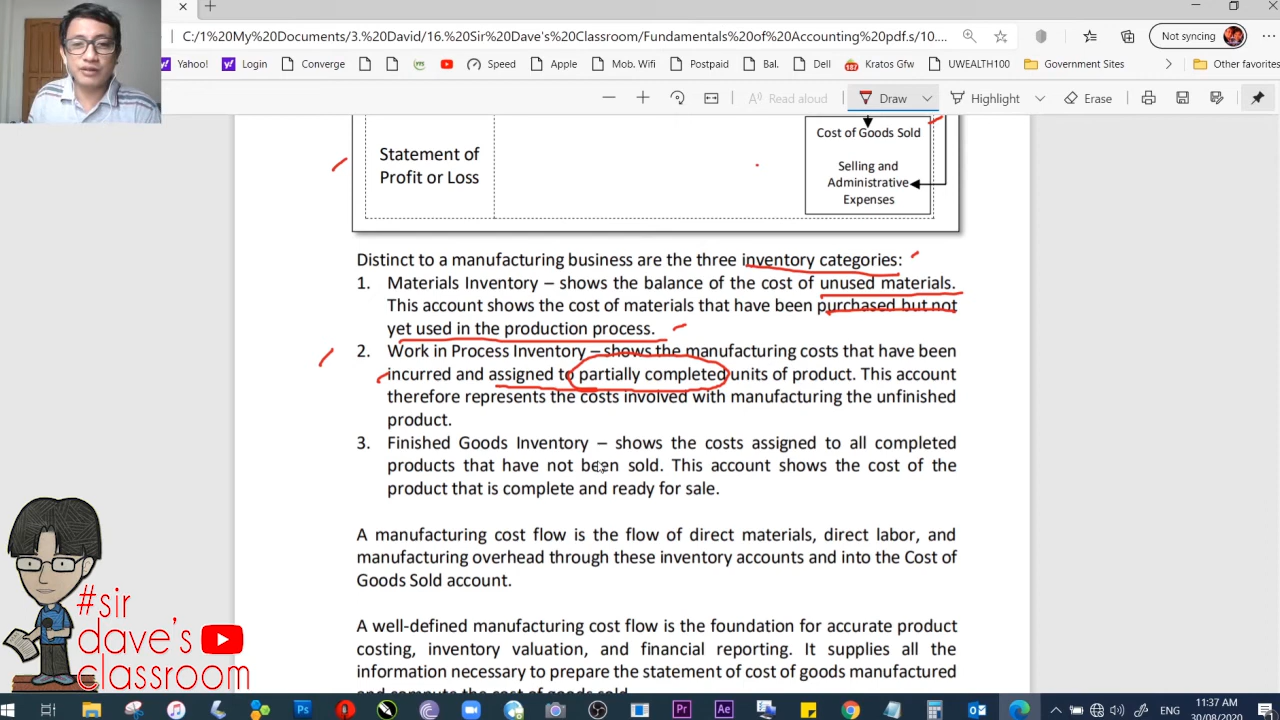 C:/1%20My%20Documents/3.%20David/16.%20Sir%20Dave's%20Classroom/Fundamentals%20of%20Accounting%20pdf.s/10....
Not syncing
Yahoo!
Login
Converge
Speed
Apple
Mob. Wifi
Postpaid
Bal.
Dell
Kratos Gfw
UWEALTH100
Government Sites
Other favorites
Read aloud
Draw
Highlight
Erase
Statement of
Profit or Loss
Cost of Goods Sold
Selling and
Administrative
Expenses
Distinct to a manufacturing business are the three inventory categories:
1. Materials Inventory – shows the balance of the cost of unused materials.
This account shows the cost of materials that have been purchased but not
yet used in the production process.
2. Work in Process Inventory – shows the manufacturing costs that have been
incurred and assigned to partially completed units of product. This account
therefore represents the costs involved with manufacturing the unfinished
product.
3. Finished Goods Inventory – shows the costs assigned to all completed
products that have not been sold. This account shows the cost of the
product that is complete and ready for sale.
A manufacturing cost flow is the flow of direct materials, direct labor, and
manufacturing overhead through these inventory accounts and into the Cost of
Goods Sold account.
A well-defined manufacturing cost flow is the foundation for accurate product
costing, inventory valuation, and financial reporting. It supplies all the
information necessary to prepare the statement of cost of goods manufactured
and compute the cost of goods sold.
#sir
dave's
classroom
ENG
11:37 AM
30/08/2020